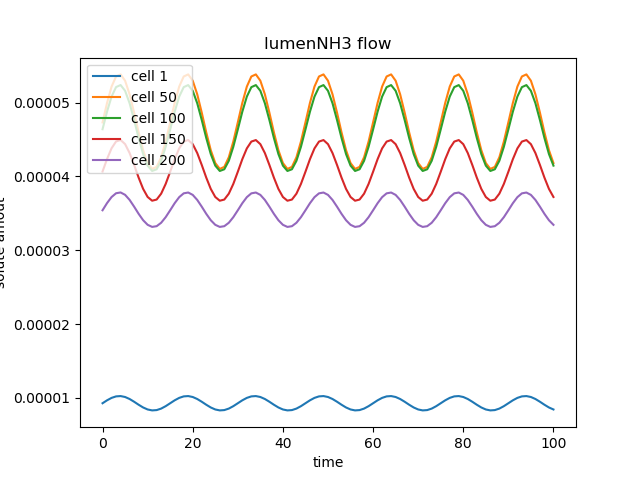 lumenNH3 flow
cell 1
cell 50
cell 100
cell 150
cell 200
0.00005
0.00004
0.00003
0.00002
0.00001
solute amout
0
20
40
60
80
100
time